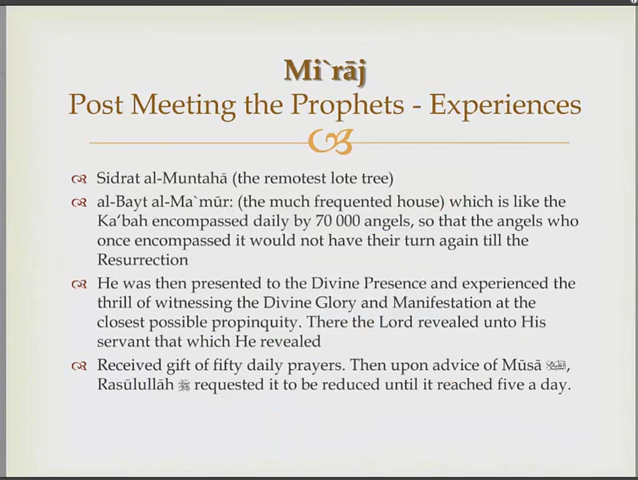 Mi`rāj
Post Meeting the Prophets - Experiences
Sidrat al-Muntahā (the remotest lote tree)
al-Bayt al-Ma`mūr: (the much frequented house) which is like the
Ka‘bah encompassed daily by 70 000 angels, so that the angels who
once encompassed it would not have their turn again till the
Resurrection
He was then presented to the Divine Presence and experienced the
thrill of witnessing the Divine Glory and Manifestation at the
closest possible propinquity. There the Lord revealed unto His
servant that which He revealed
Received gift of fifty daily prayers. Then upon advice of Mūsā ,
Rasūlullāh requested it to be reduced until it reached five a day.